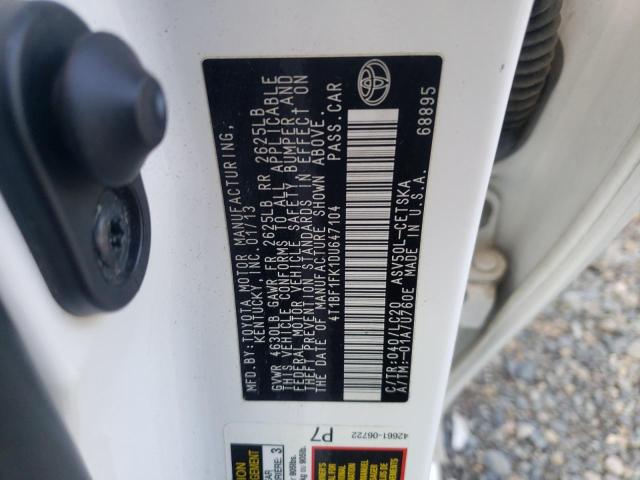 MFD.BY:TOYOTA MOTOR MANUFACTURING,
KENTUCKY, INC. 01/13
GVWR 4630LB GAWR FR 2625LB RR 2625LB
THIS VEHICLE CONFORMS TO ALL APPLICABLE
FEDERAL MOTOR VEHICLE SAFETY, BUMPER,AND
THEFT PREVENTION STANDARDS IN EFFECT ON
THE DATE OF MANUFACTURE SHOWN ABOVE.
4T1BF1FK1DU647104 PASS.CAR
C/TR:040/LC20 ASV50L-CETSKA
A/TM:-01A/U760E MADE IN U.S.A.
68895
P7
42661-06722
3